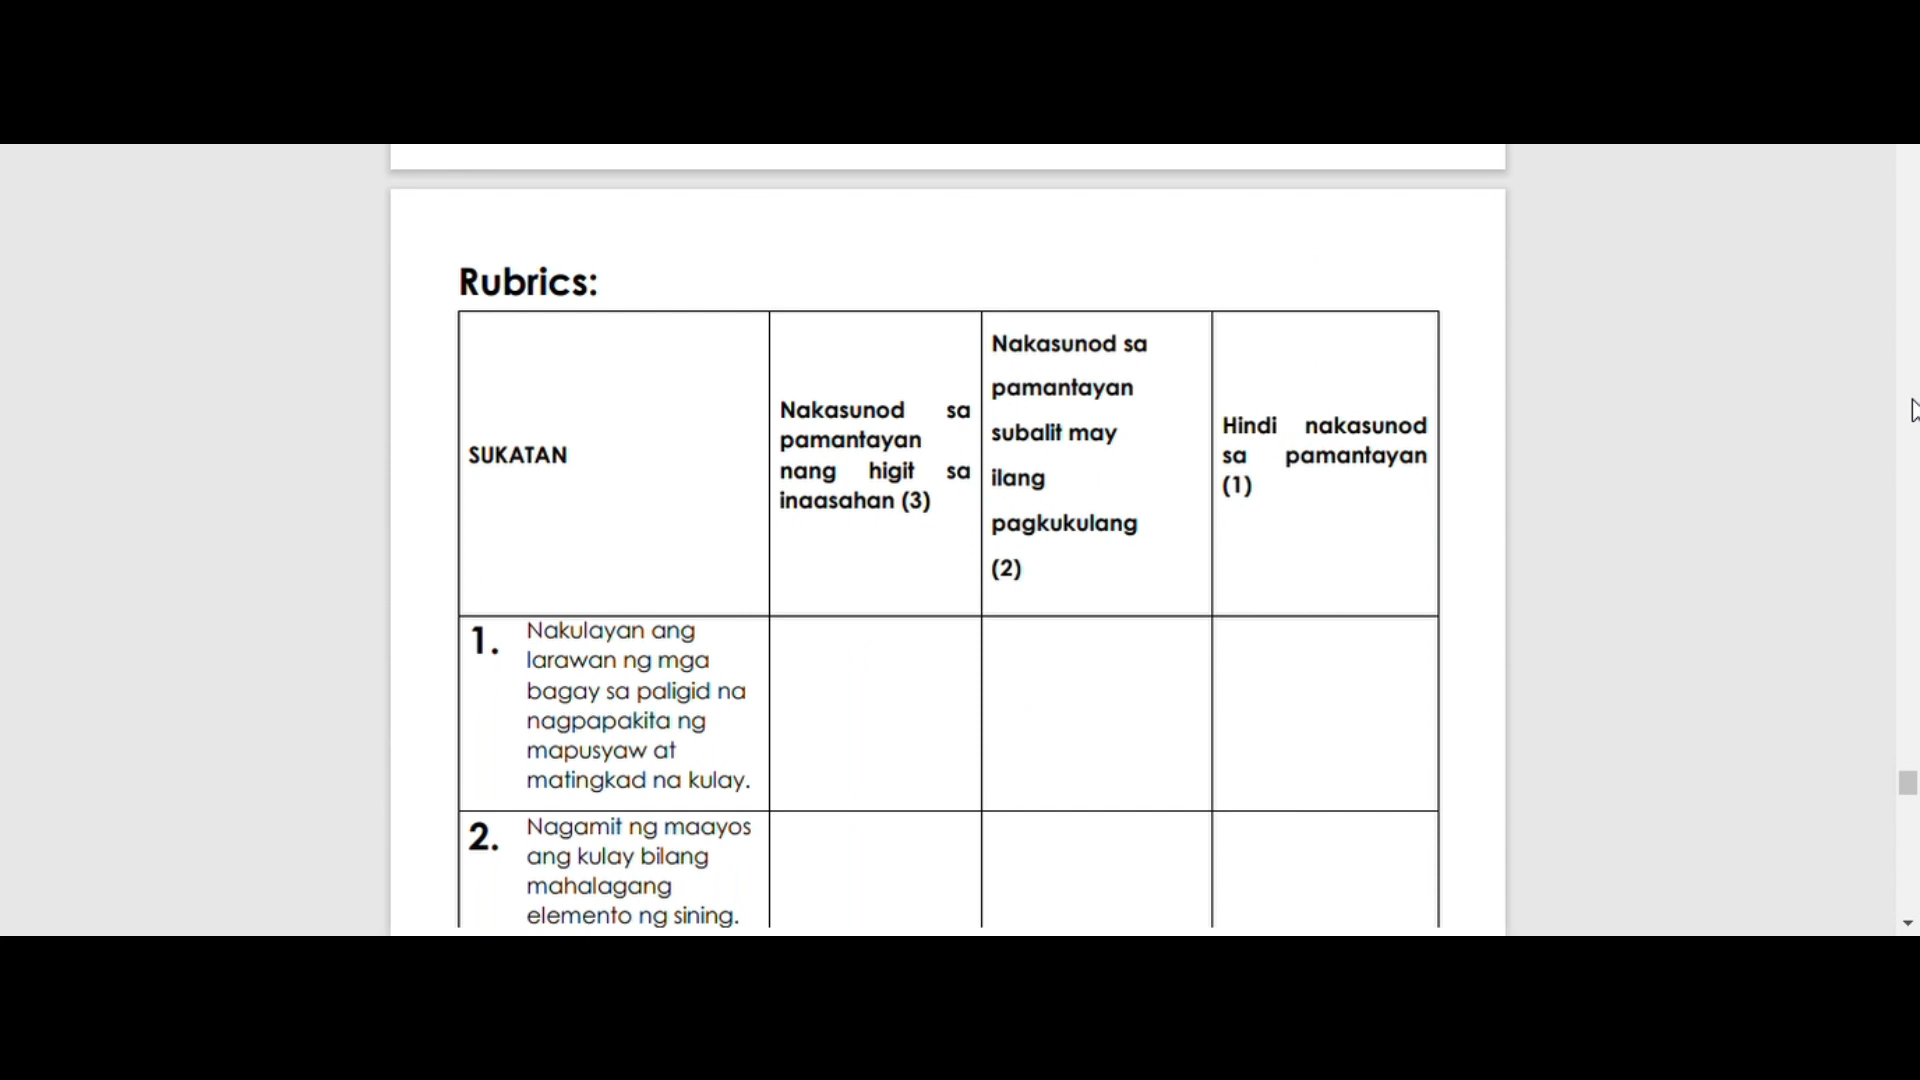 Rubrics:
SUKATAN
Nakasunod sa
pamantayan
nang higit sa
inaasahan (3)
Nakasunod sa
pamantayan
subalit may
ilang
pagkukulang
(2)
Hindi nakasunod
sa pamantayan
(1)
1. Nakulayan ang
larawan ng mga
bagay sa paligid na
nagpapakita ng
mapusyaw at
matingkad na kulay.
2. Nagamit ng maayos
ang kulay bilang
mahalagang
elemento ng sining.